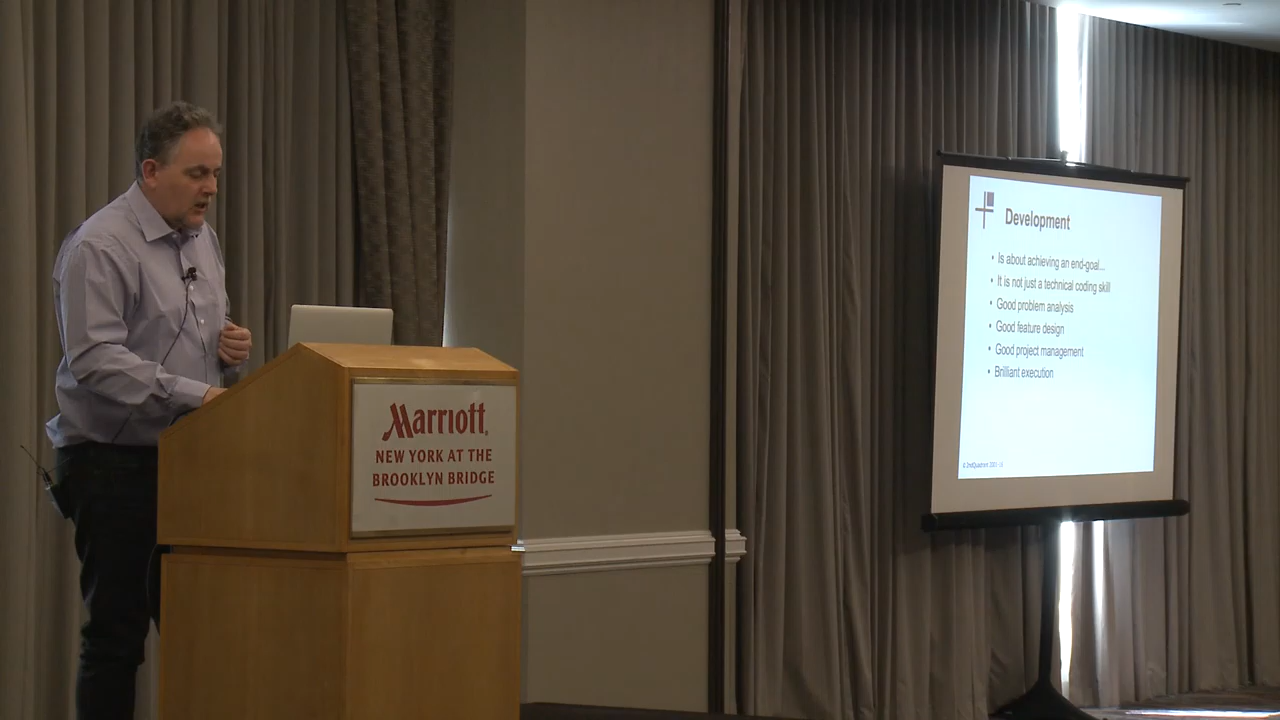 Marriott
NEW YORK AT THE
BROOKLYN BRIDGE
Development
• Is about achieving an end-goal...
• It is not just a technical coding skill
• Good problem analysis
• Good feature design
• Good project management
• Brilliant execution
© 2ndQuadrant